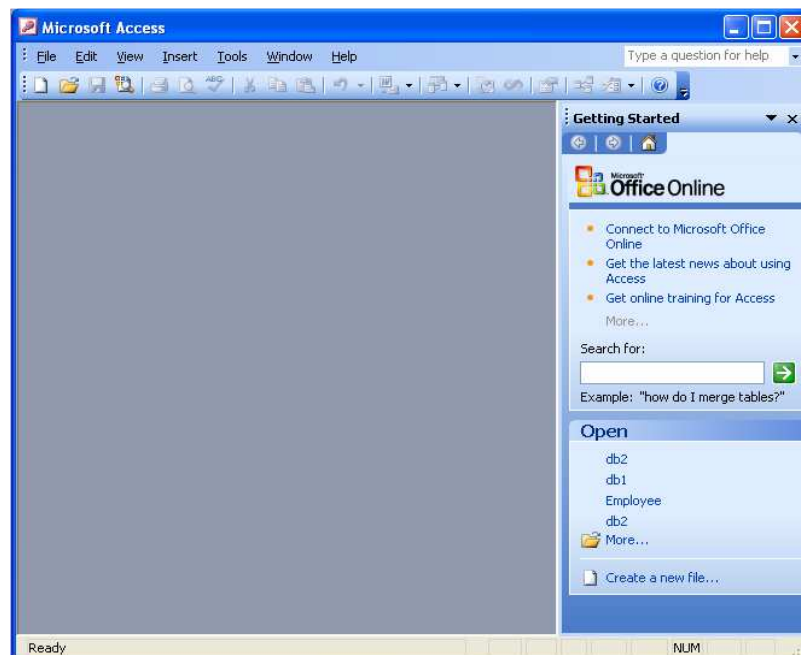 Microsoft Access
File Edit View Insert Tools Window Help
Type a question for help
Getting Started
Microsoft
Office Online
Connect to Microsoft Office
Online
Get the latest news about using
Access
Get online training for Access
More...
Search for:
Example: "how do I merge tables?"
Open
db2
db1
Employee
db2
More...
Create a new file...
Ready
NUM